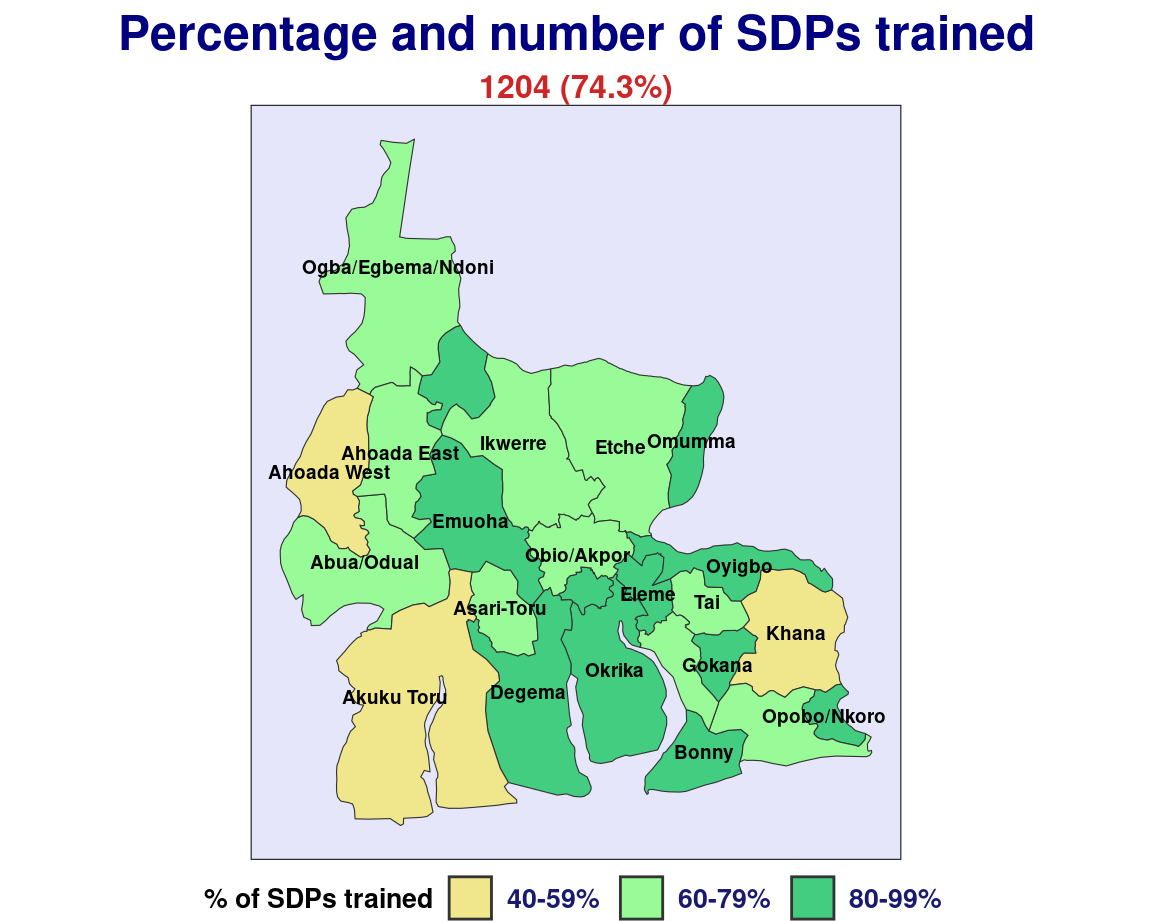 Percentage and number of SDPs trained
1204 (74.3%)
Ogba/Egbema/Ndoni
Ikwerre
Etche
Omumma
Ahoada East
Ahoada West
Emuoha
Obio/Akpor
Abua/Odual
Oyigbo
Eleme
Tai
Asari-Toru
Khana
Gokana
Okrika
Degema
Akuku Toru
Opobo/Nkoro
Bonny
% of SDPs trained 40-59% 60-79% 80-99%